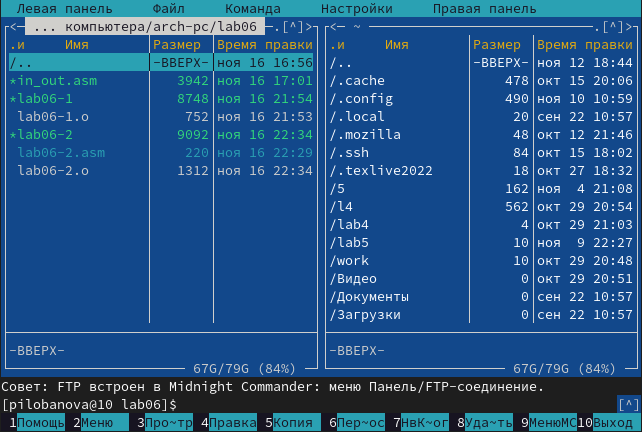 Левая панель Файл Команда Настройки Правая панель
<- ... компьютера/arch-pc/lab06 -.[^]>
.и Имя Размер Время правки
/.. -ВВЕРХ- ноя 16 16:56
*in_out.asm 3942 ноя 16 17:01
*lab06-1 8748 ноя 16 21:54
lab06-1.o 752 ноя 16 21:53
*lab06-2 9092 ноя 16 22:34
lab06-2.asm 220 ноя 16 22:29
lab06-2.o 1312 ноя 16 22:34
-ВВЕРХ-
67G/79G (84%)
<- ~ -.[^]>
.и Имя Размер Время правки
/.. -ВВЕРХ- ноя 12 18:44
/.cache 478 окт 15 20:06
/.config 490 ноя 10 10:59
/.local 20 сен 22 10:57
/.mozilla 48 окт 12 21:46
/.ssh 84 окт 15 18:02
/.texlive2022 18 окт 27 18:32
/5 162 ноя 4 21:08
/l4 562 окт 29 20:54
/lab4 4 окт 29 21:03
/lab5 10 ноя 9 22:27
/work 10 окт 29 20:48
/Видео 0 окт 29 20:51
/Документы 0 сен 22 10:57
/Загрузки 0 сен 22 10:57
-ВВЕРХ-
67G/79G (84%)
Совет: FTP встроен в Midnight Commander: меню Панель/FTP-соединение.
[pilobanova@10 lab06]$ [^]
1Помощь 2Меню 3Про~тр 4Правка 5Копия 6Пер~ос 7НвК~ог 8Уда~ть 9МенюMC 10Выход